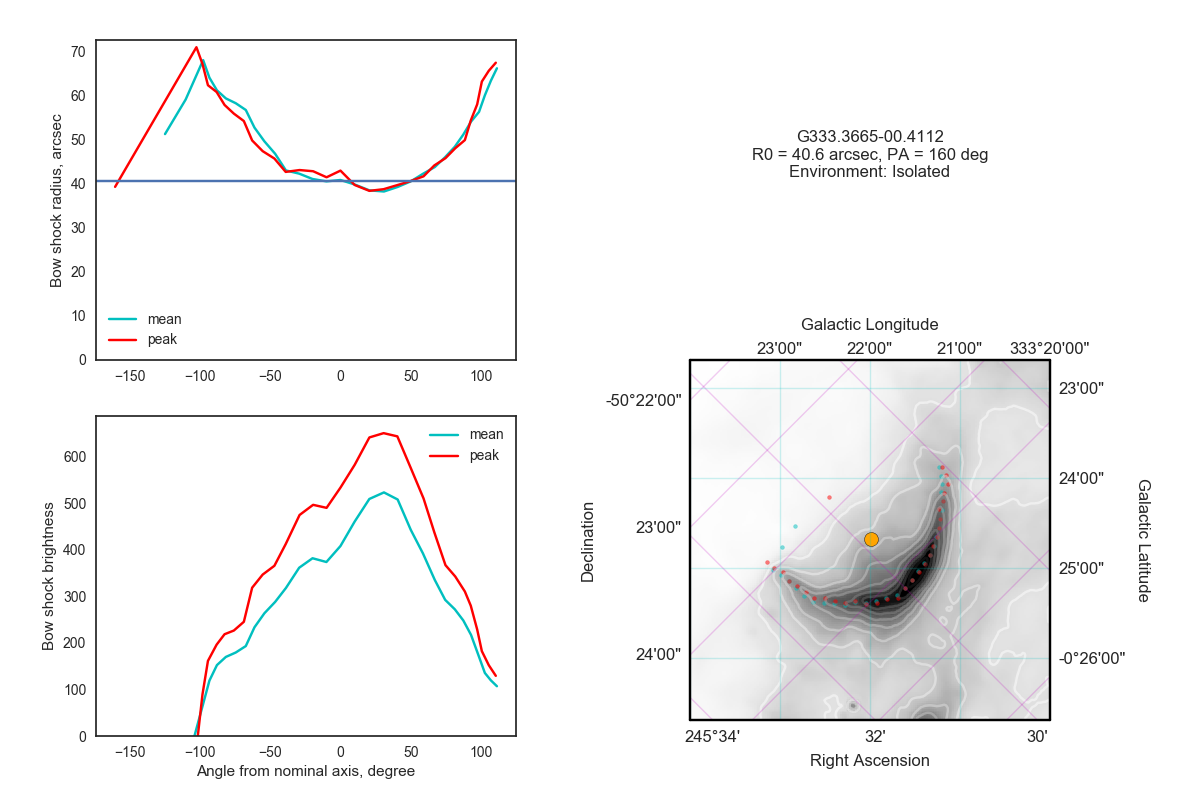 70
60
50
40
30
20
10
0
Bow shock radius, arcsec
mean
peak
−150
−100
−50
0
50
100
G333.3665-00.4112
R0 = 40.6 arcsec, PA = 160 deg
Environment: Isolated
600
500
400
300
200
100
0
Bow shock brightness
mean
peak
−150
−100
−50
0
50
100
Angle from nominal axis, degree
Galactic Longitude
23'00"
22'00"
21'00"
333°20'00"
-50°22'00"
23'00"
24'00"
Declination
23'00"
24'00"
25'00"
-0°26'00"
Galactic Latitude
245°34'
32'
30'
Right Ascension